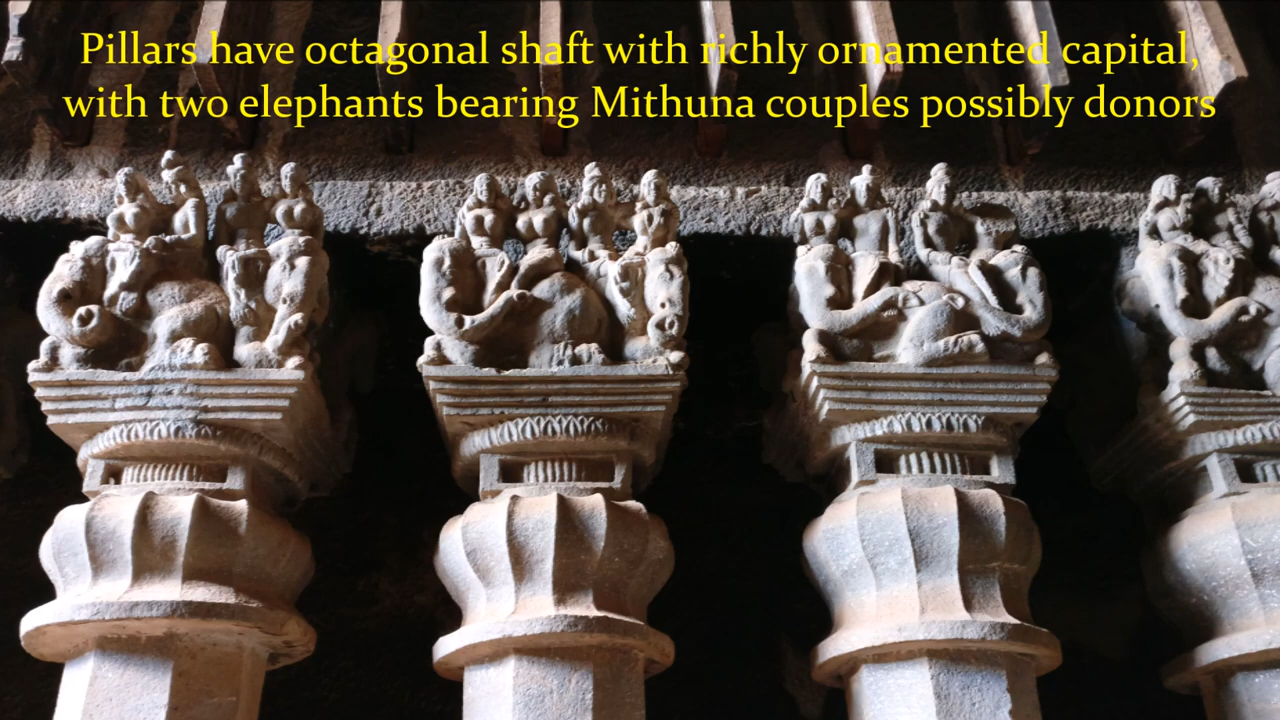 Pillars have octagonal shaft with richly ornamented capital,
with two elephants bearing Mithuna couples possibly donors